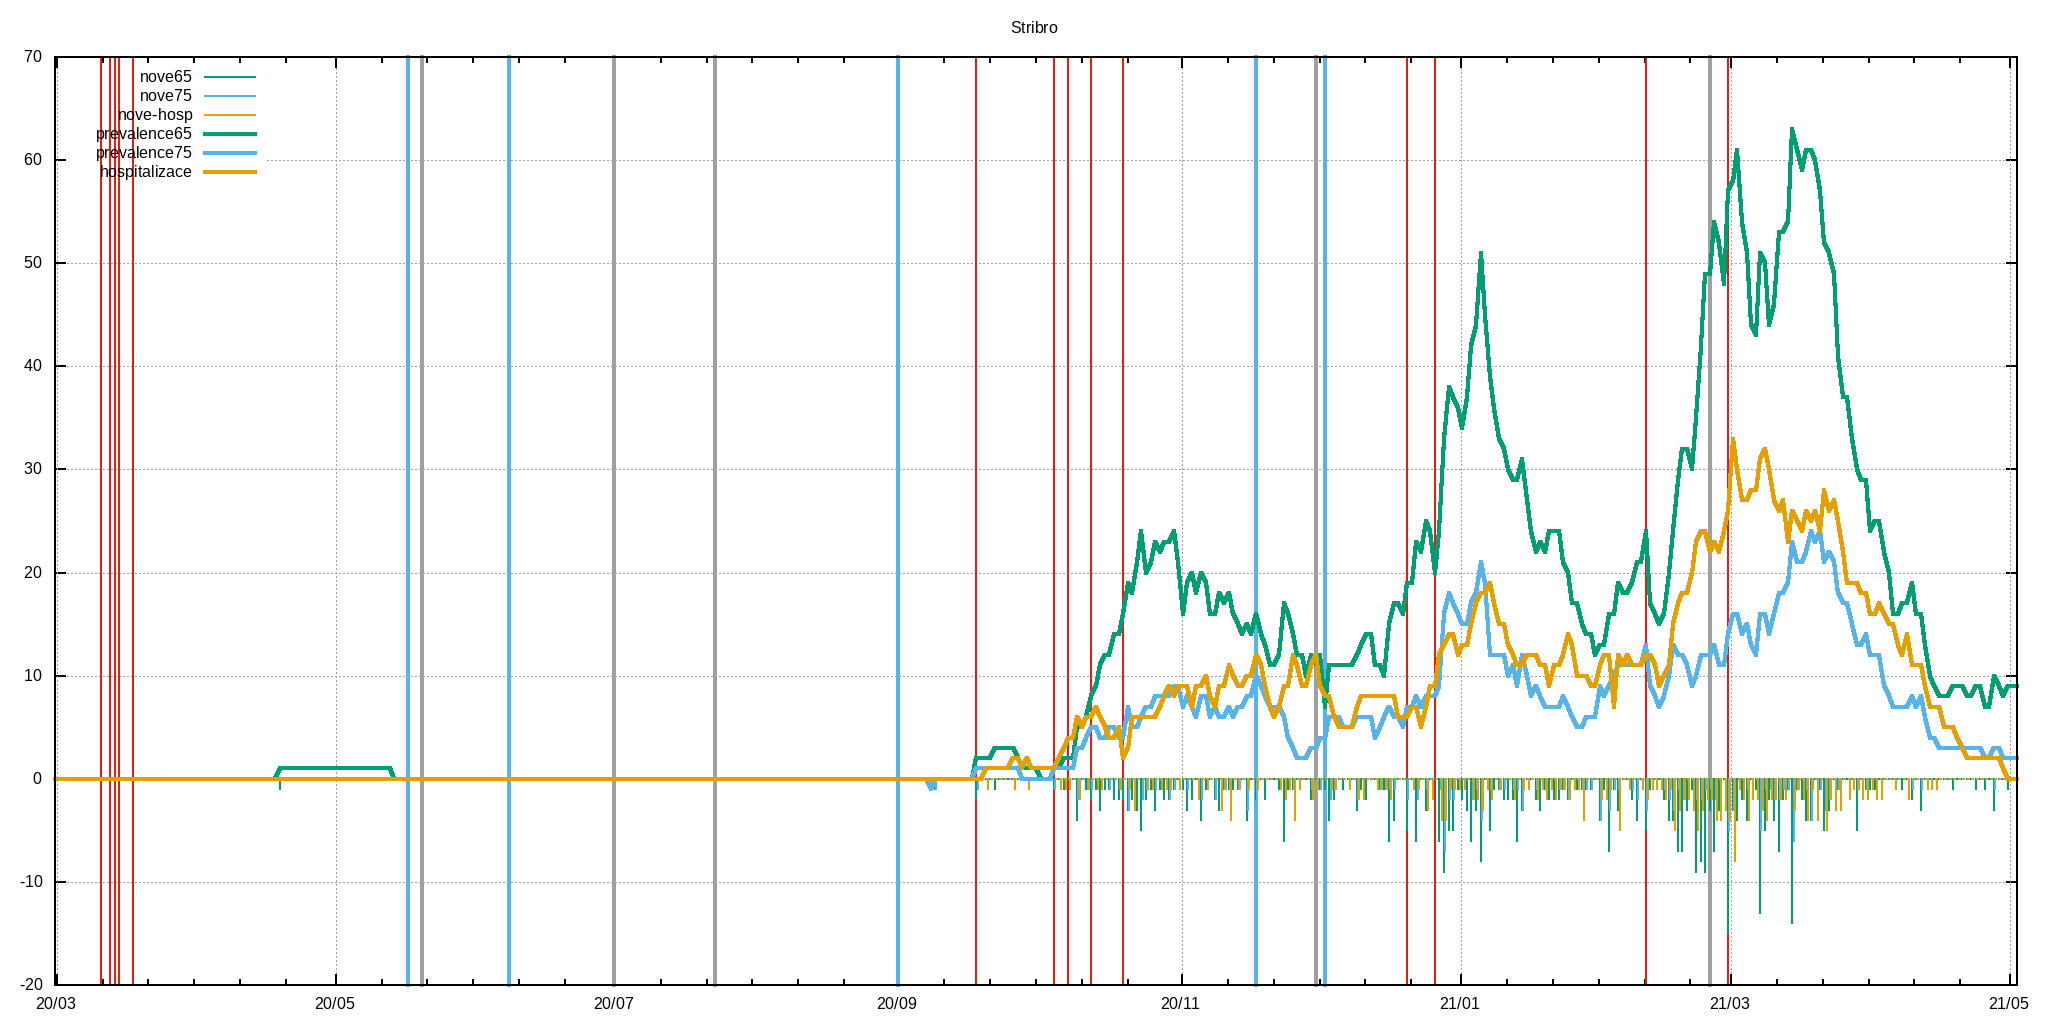 Stribro
70
60
50
40
30
20
10
0
-10
-20
nove65
nove75
nove-hosp
prevalence65
prevalence75
hospitalizace
20/03 20/05 20/07 20/09 20/11 21/01 21/03 21/05